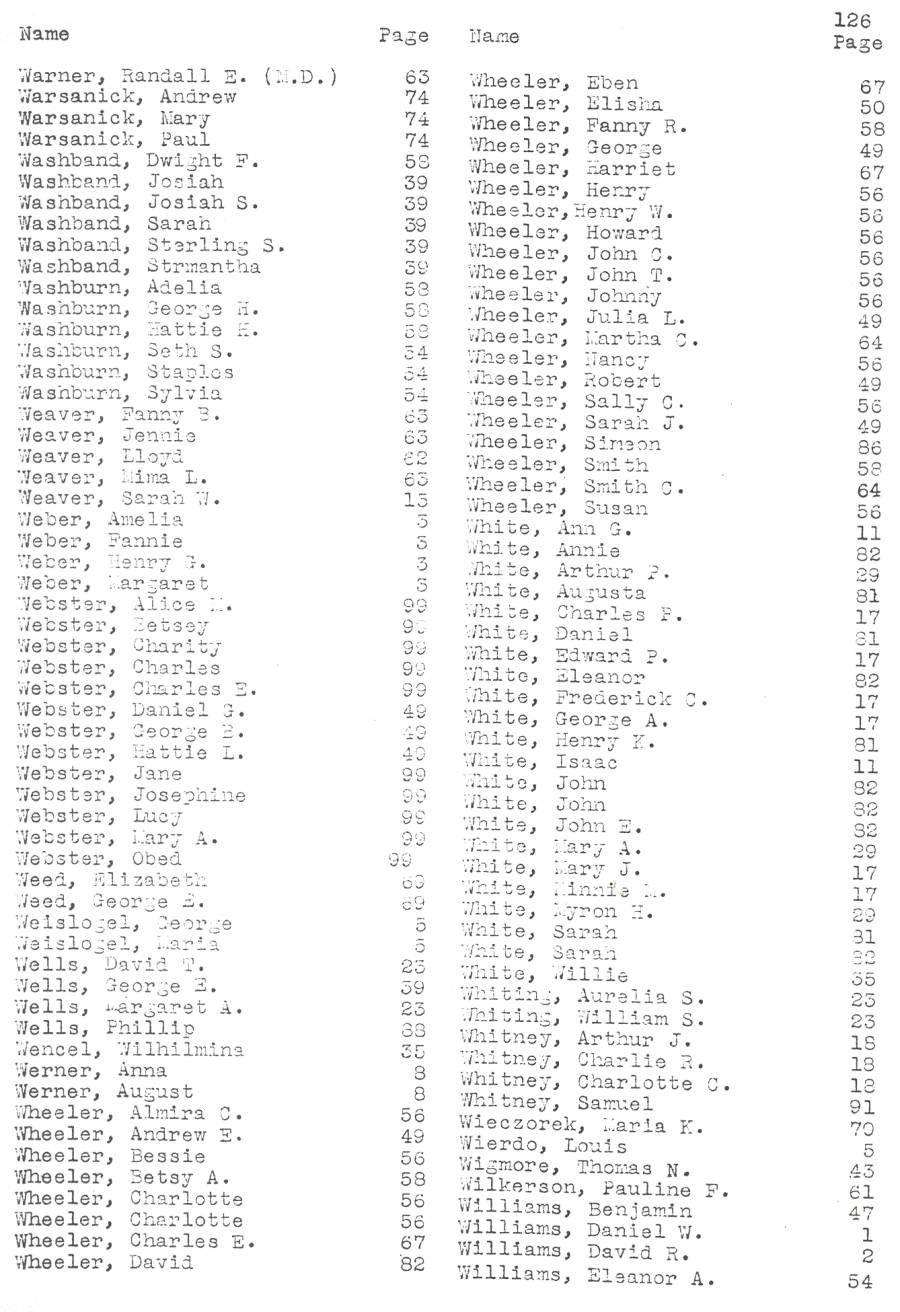 126
Name Page Name Page
Warner, Randall E. (M.D.) 63
Warsanick, Andrew 74
Warsanick, Mary 74
Warsanick, Paul 74
Washband, Dwight F. 58
Washband, Josiah 39
Washband, Josiah S. 39
Washband, Sarah 39
Washband, Sterling S. 39
Washband, Strmantha 39
Washburn, Adelia 58
Washburn, George H. 58
Washburn, Hattie H. 58
Washburn, Seth S. 54
Washburn, Staples 54
Washburn, Sylvia 54
Weaver, Fanny B. 63
Weaver, Jennie 63
Weaver, Lloyd 62
Weaver, Mima L. 63
Weaver, Sarah W. 15
Weber, Amelia 3
Weber, Fannie 3
Weber, Henry G. 3
Weber, Margaret 3
Webster, Alice M. 99
Webster, Betsey 99
Webster, Charity 99
Webster, Charles 99
Webster, Charles E. 99
Webster, Daniel G. 49
Webster, George B. 49
Webster, Hattie L. 49
Webster, Jane 99
Webster, Josephine 99
Webster, Lucy 99
Webster, Mary A. 99
Webster, Obed 99
Weed, Elizabeth 69
Weed, George E. 69
Weislogel, George 5
Weislogel, Maria 5
Wells, David T. 23
Wells, George E. 39
Wells, Margaret A. 23
Wells, Phillip 88
Wencel, Wilhilmina 35
Werner, Anna 8
Werner, August 8
Wheeler, Almira C. 56
Wheeler, Andrew E. 49
Wheeler, Bessie 56
Wheeler, Betsy A. 58
Wheeler, Charlotte 56
Wheeler, Charlotte 56
Wheeler, Charles E. 67
Wheeler, David 82
Wheeler, Eben 67
Wheeler, Elisha 50
Wheeler, Fanny R. 58
Wheeler, George 49
Wheeler, Harriet 67
Wheeler, Henry 56
Wheeler, Henry W. 56
Wheeler, Howard 56
Wheeler, John C. 56
Wheeler, John T. 56
Wheeler, Johnny 56
Wheeler, Julia L. 49
Wheeler, Martha C. 64
Wheeler, Nancy 56
Wheeler, Robert 49
Wheeler, Sally C. 56
Wheeler, Sarah J. 49
Wheeler, Simeon 86
Wheeler, Smith 58
Wheeler, Smith C. 64
Wheeler, Susan 56
White, Ann G. 11
White, Annie 82
White, Arthur P. 29
White, Augusta 81
White, Charles P. 17
White, Daniel 81
White, Edward P. 17
White, Eleanor 82
White, Frederick C. 17
White, George A. 17
White, Henry K. 81
White, Isaac 11
White, John 82
White, John 82
White, John E. 82
White, Mary A. 29
White, Mary J. 17
White, Minnie M. 17
White, Myron H. 29
White, Sarah 81
White, Sarah 82
White, Willie 35
Whiting, Aurelia S. 23
Whiting, William S. 23
Whitney, Arthur J. 18
Whitney, Charlie R. 18
Whitney, Charlotte C. 18
Whitney, Samuel 91
Wieczorek, Maria K. 70
Wierdo, Louis 5
Wigmore, Thomas N. 43
Wilkerson, Pauline F. 61
Williams, Benjamin 47
Williams, Daniel W. 1
Williams, David R. 2
Williams, Eleanor A. 54